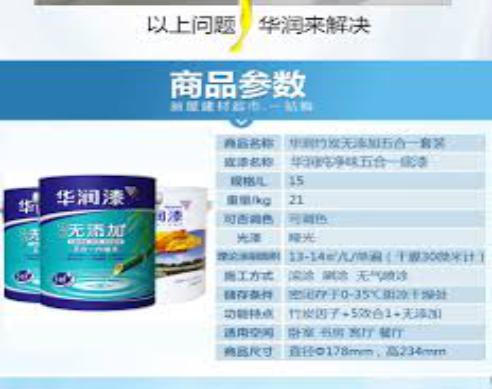 以上问题 华润来解决
商品参数
丽屋建材超市.一站购
华润漆
无添加
润漆
商品名称 华润竹炭无添加五合一套装
底漆名称 华润纯净味五合一底漆
规格/L 15
重量/kg 21
可否调色 可调色
光泽 哑光
理论涂刷面积 13-14㎡/L/单遍（干膜30微米计）
施工方式 滚涂 刷涂 无气喷涂
储存条件 密闭存于0-35℃阴凉干燥处
功能特点 竹炭因子+5效合1+无添加
适用空间 卧室 书房 客厅 餐厅
商品尺寸 直径Φ178mm，高234mm